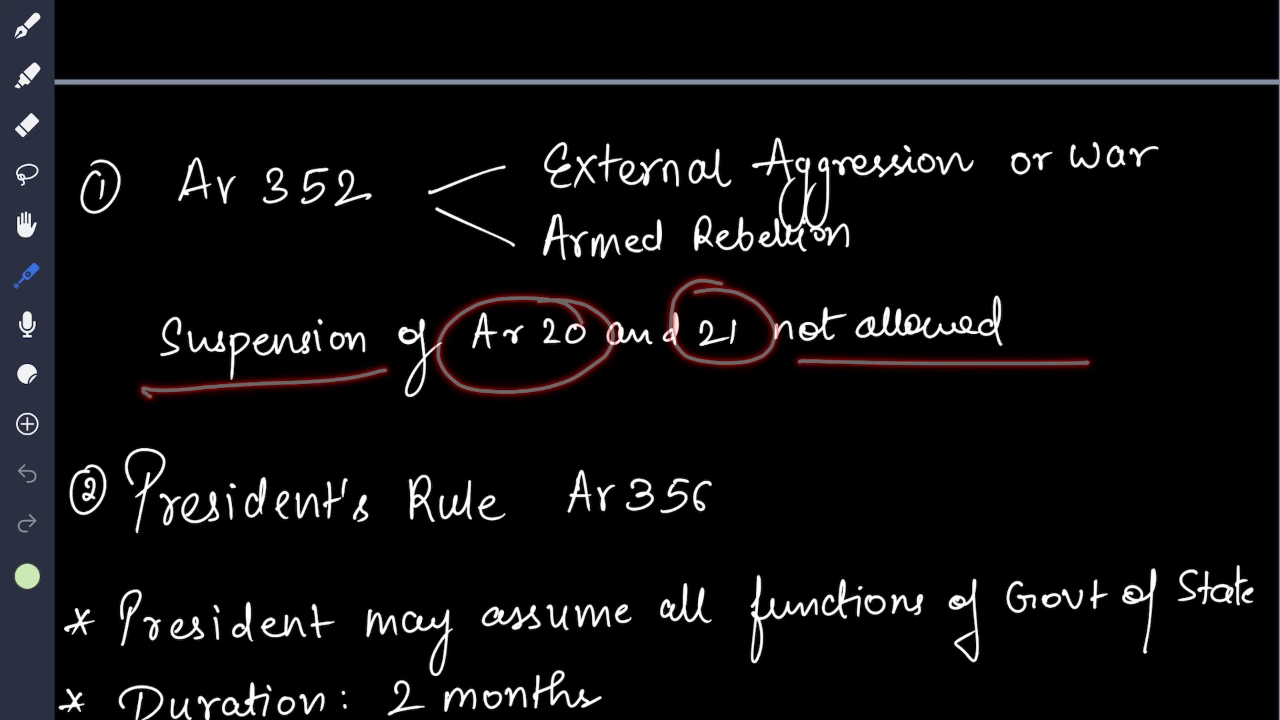 ① Ar 352
External Aggression or war
Armed Rebellion
Suspension of Ar 20 and 21 not allowed
② President's Rule Ar 356
* President may assume all functions of Govt of State
* Duration: 2 months